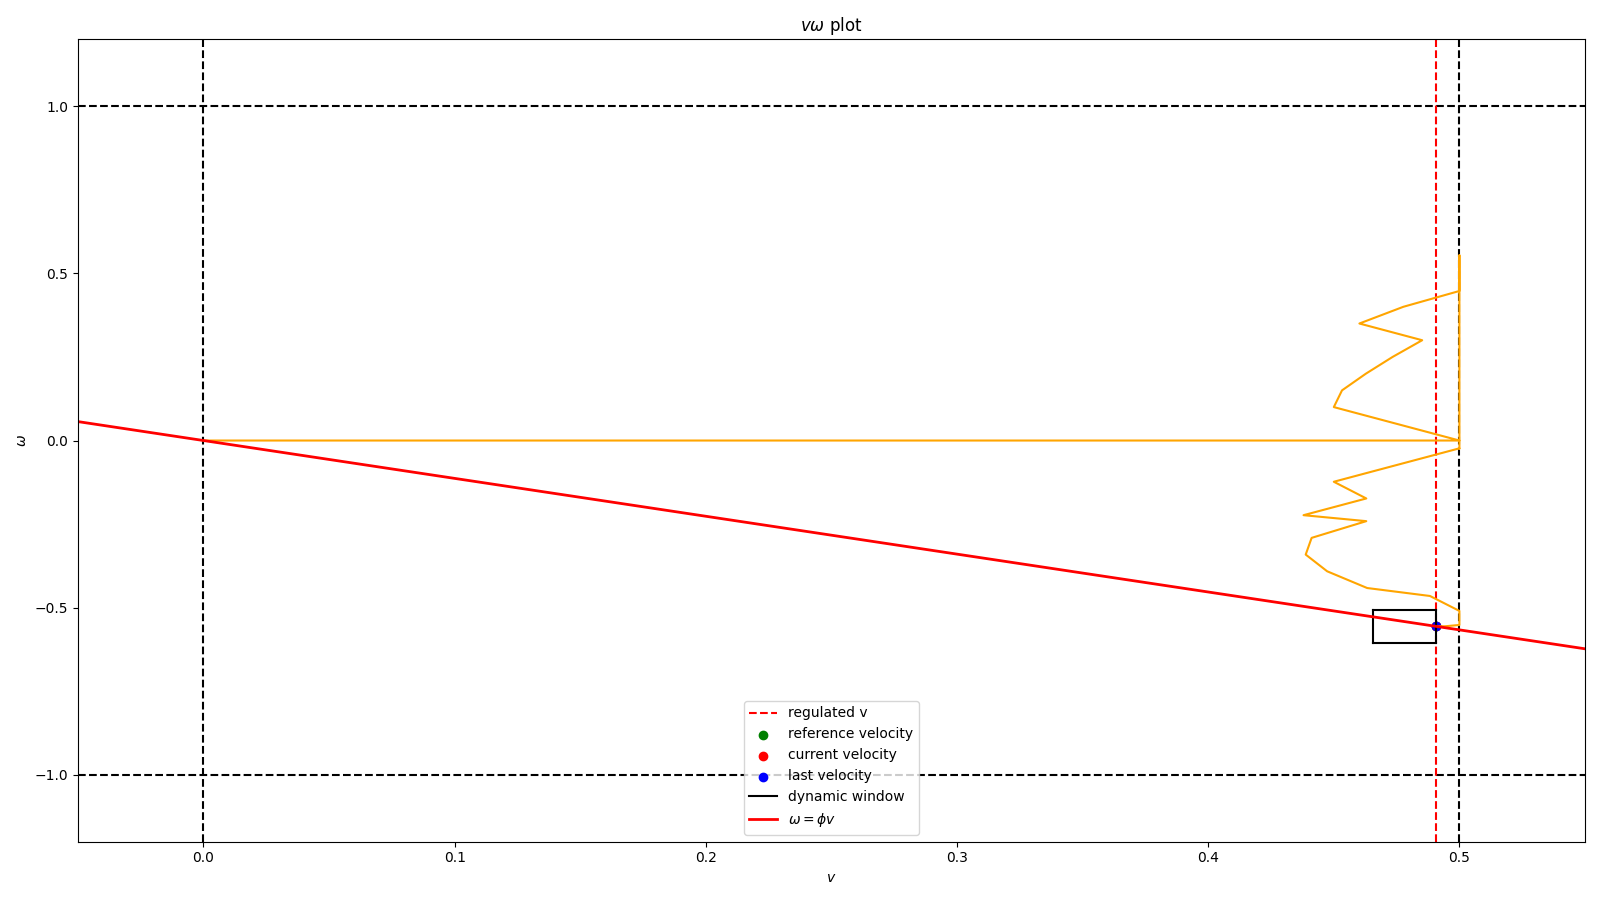 vω plot
1.0
0.5
0.0
−0.5
−1.0
ω
0.0 0.1 0.2 0.3 0.4 0.5
v
regulated v
reference velocity
current velocity
last velocity
dynamic window
ω = ϕv